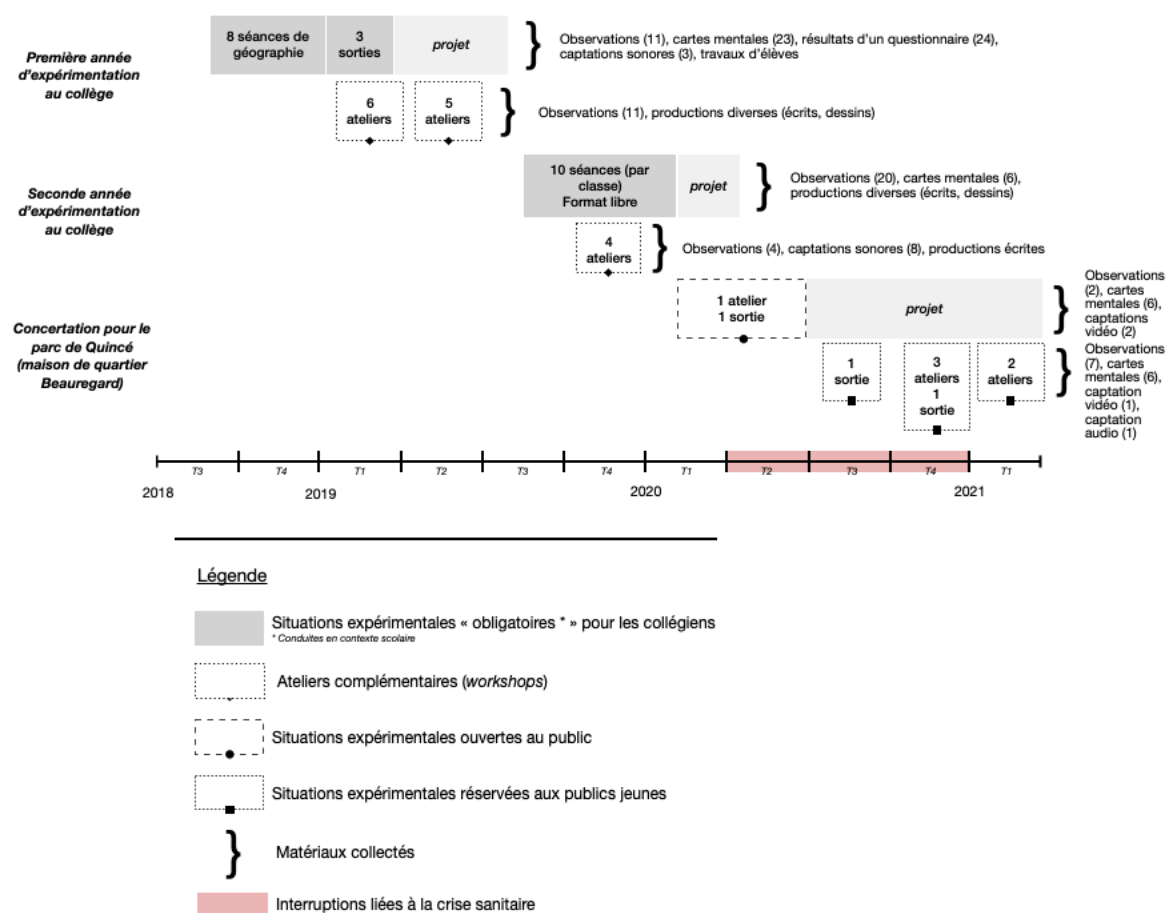 Première année
d'expérimentation
au collège
8 séances de
géographie
3
sorties
projet
Observations (11), cartes mentales (23), résultats d'un questionnaire (24),
captations sonores (3), travaux d'élèves
6
ateliers
5
ateliers
Observations (11), productions diverses (écrits, dessins)
Seconde année
d'expérimentation
au collège
10 séances (par
classe)
Format libre
projet
Observations (20), cartes mentales (6),
productions diverses (écrits, dessins)
4
ateliers
Observations (4), captations sonores (8), productions écrites
Concertation pour le
parc de Quincé
(maison de quartier
Beauregard)
1 atelier
1 sortie
projet
Observations
(2), cartes
mentales (6),
captations
vidéo (2)
1
sortie
3
ateliers
1
sortie
2
ateliers
Observations
(7), cartes
mentales (6),
captation
vidéo (1),
captation
audio (1)
T3 T4 T1 T2 T3 T4 T1 T2 T3 T4 T1
2018 2019 2020 2021
Légende
Situations expérimentales « obligatoires * » pour les collégiens
* Conduites en contexte scolaire
Ateliers complémentaires (workshops)
Situations expérimentales ouvertes au public
Situations expérimentales réservées aux publics jeunes
Matériaux collectés
Interruptions liées à la crise sanitaire